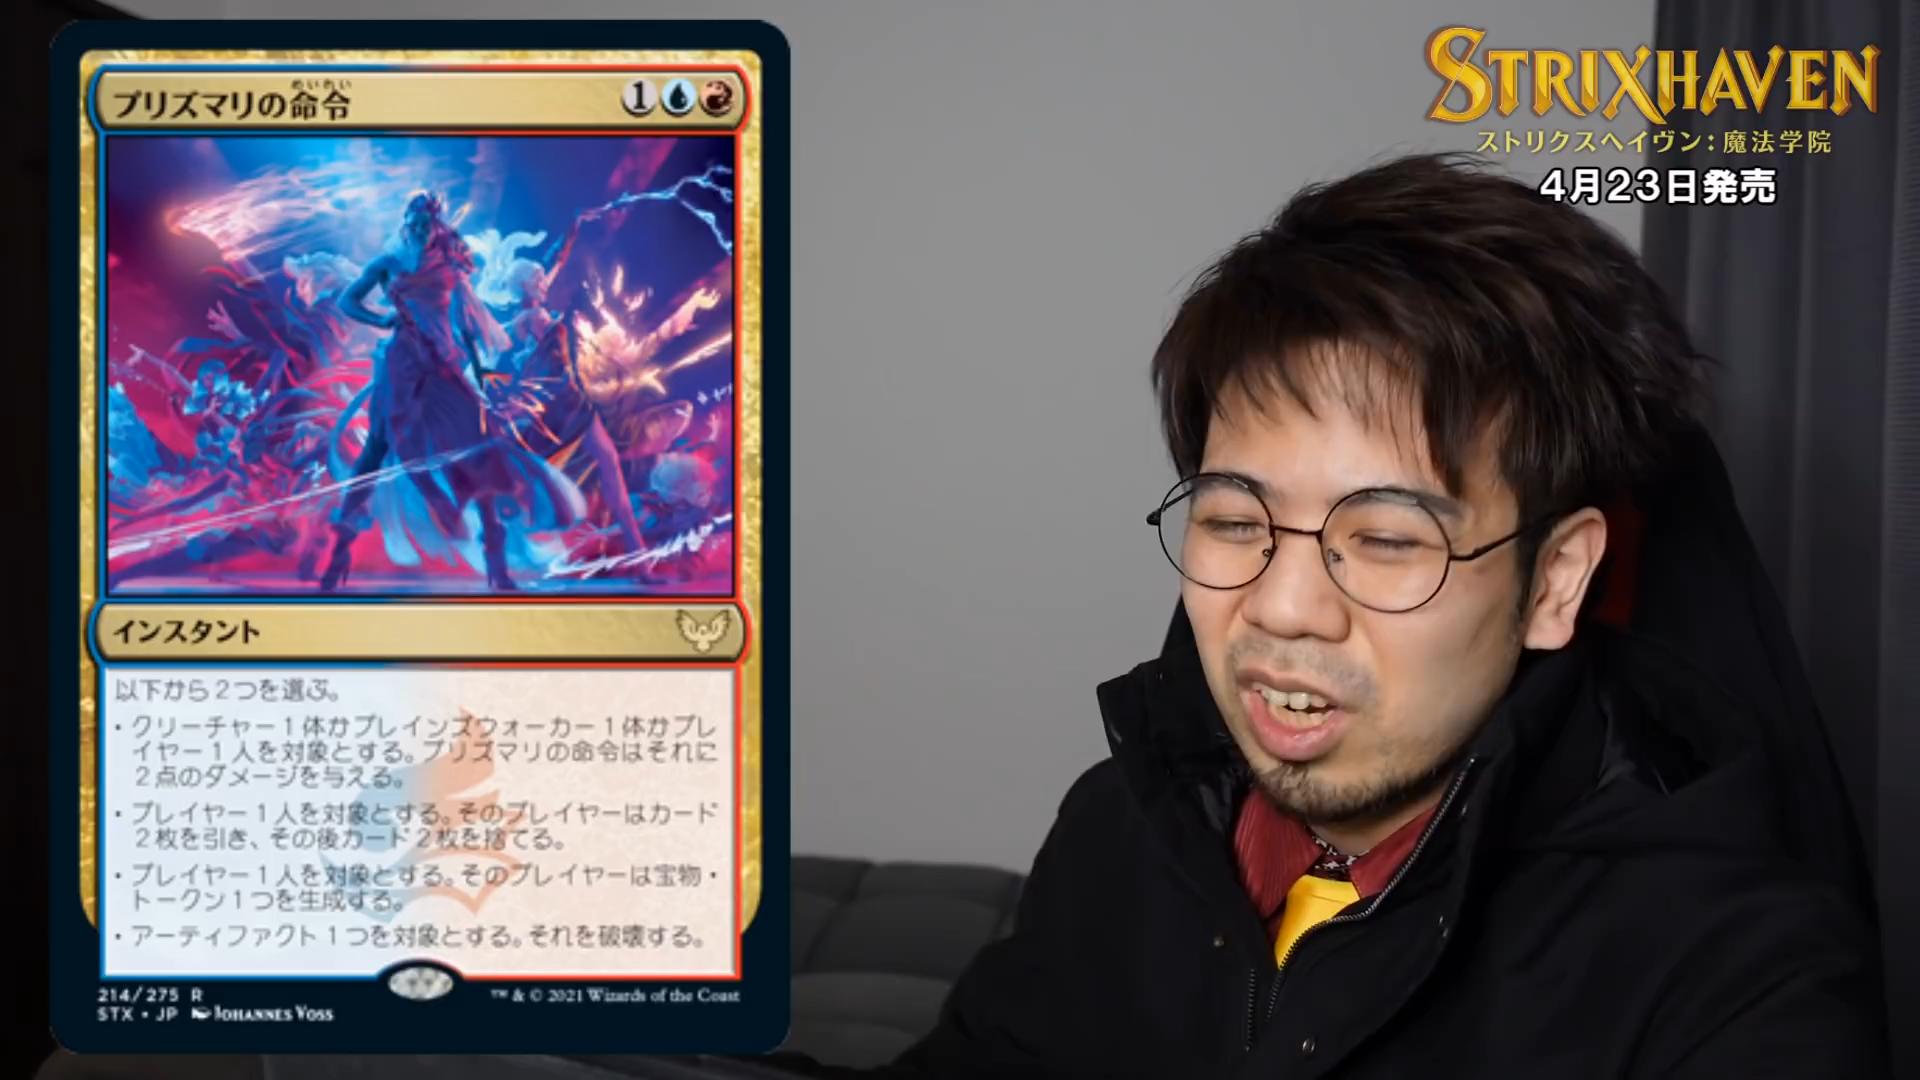 プリズマリの命令
めいれい
1
インスタント
以下から2つを選ぶ。
・クリーチャー1体かプレインズウォーカー1体かプレ
イヤー1人を対象とする。プリズマリの命令はそれに
2点のダメージを与える。
・プレイヤー1人を対象とする。そのプレイヤーはカード
2枚を引き、その後カード2枚を捨てる。
・プレイヤー1人を対象とする。そのプレイヤーは宝物・
トークン1つを生成する。
・アーティファクト1つを対象とする。それを破壊する。
214/275 R
STX・JP Johannes Voss
™ & © 2021 Wizards of the Coast
STRIXHAVEN
ストリクスヘイヴン：魔法学院
4月23日発売